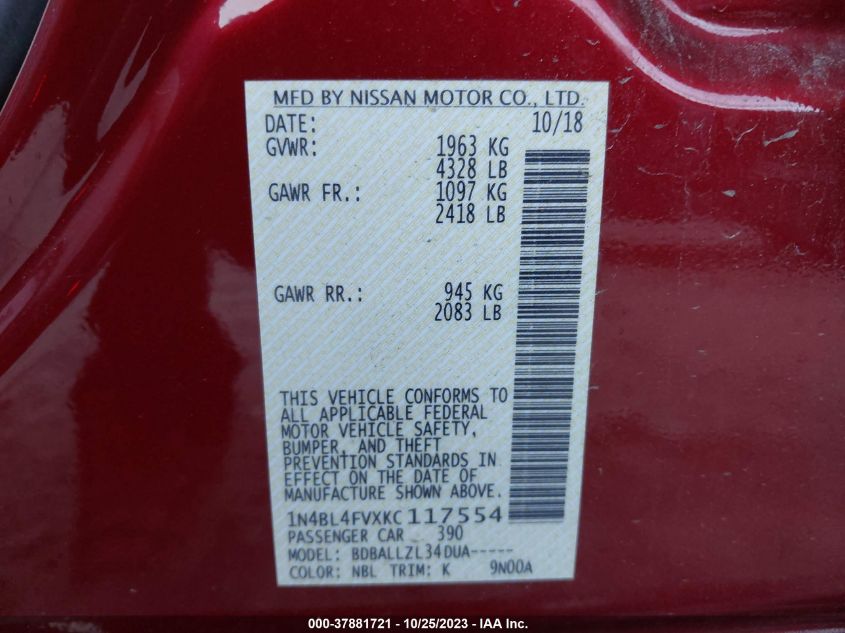 MFD BY NISSAN MOTOR CO., LTD.
DATE: 10/18
GVWR: 1963 KG
4328 LB
GAWR FR.: 1097 KG
2418 LB
GAWR RR.: 945 KG
2083 LB
THIS VEHICLE CONFORMS TO
ALL APPLICABLE FEDERAL
MOTOR VEHICLE SAFETY,
BUMPER, AND THEFT
PREVENTION STANDARDS IN
EFFECT ON THE DATE OF
MANUFACTURE SHOWN ABOVE.
1N4BL4FVXKC117554
PASSENGER CAR 390
MODEL: BDBALLZL34DUA-----
COLOR: NBL TRIM: K 9N00A
000-37881721 - 10/25/2023 - IAA Inc.